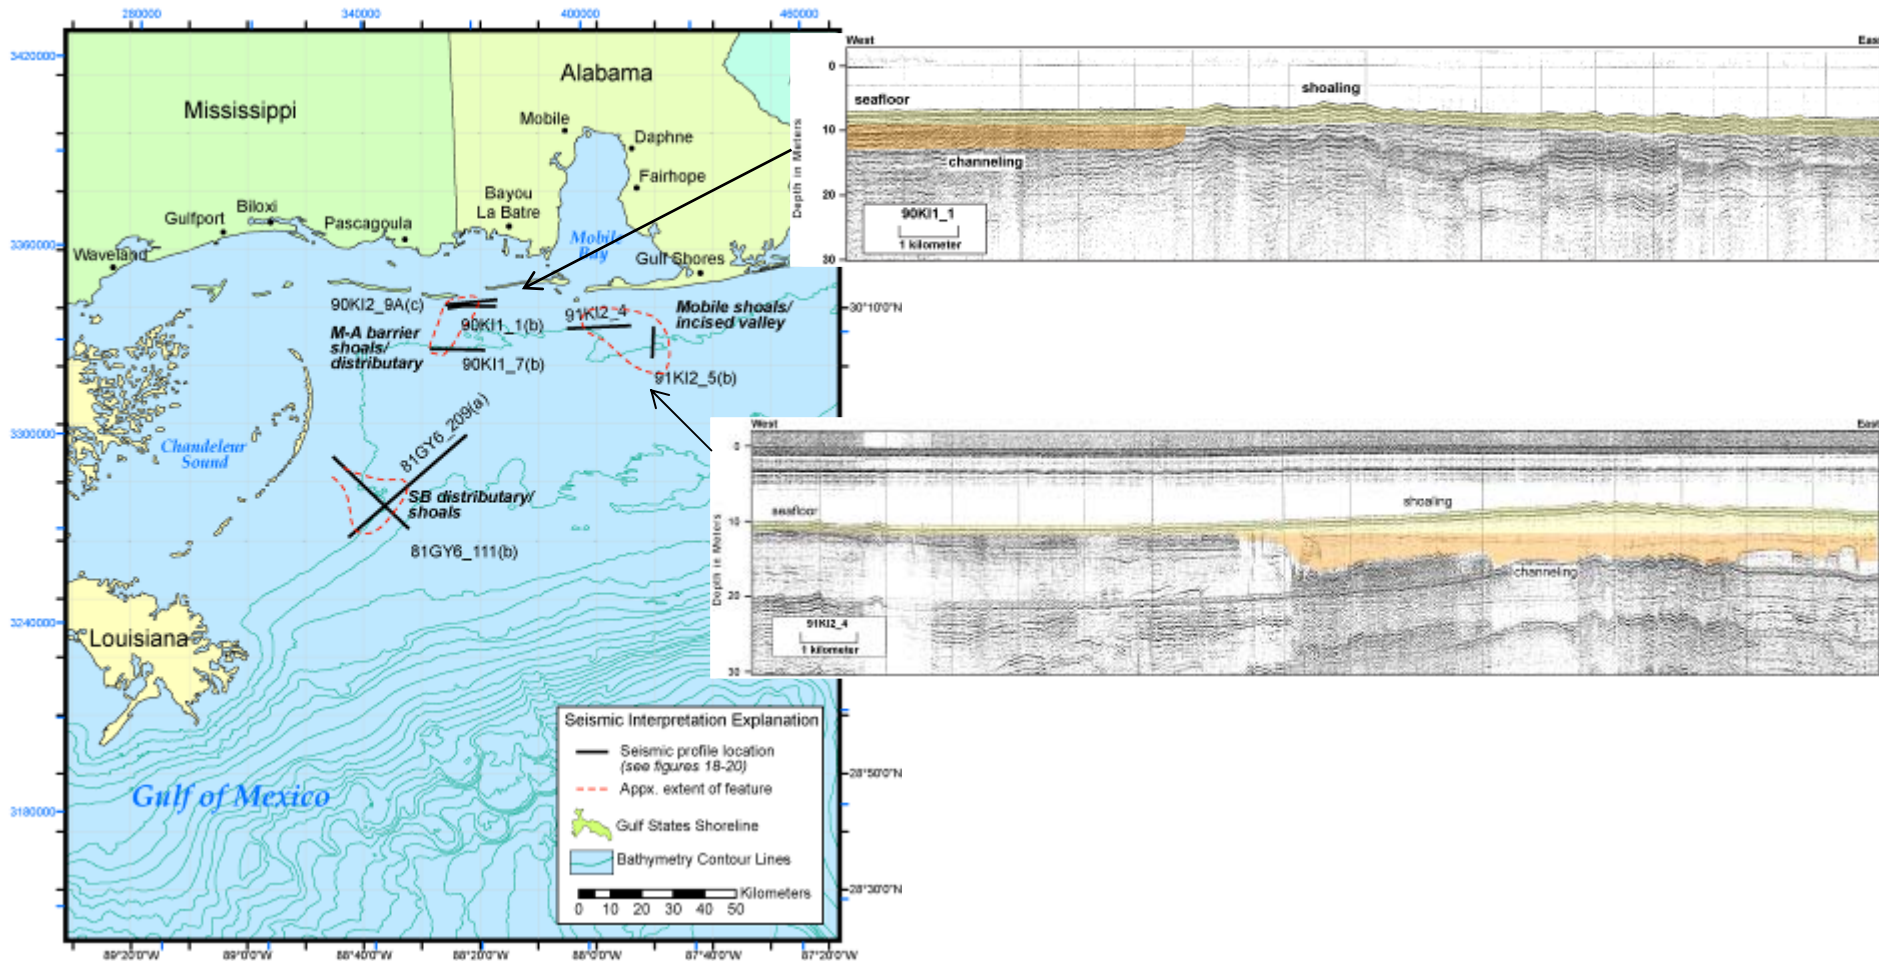 280000
340000
400000
460000
3420000
3360000
3300000
3240000
3180000
Mississippi
Alabama
Mobile
Daphne
Fairhope
Bayou
La Batre
Biloxi
Gulfport
Pascagoula
Waveland
Mobile
Bay
Gulf Shores
90KI2_9A(c)
90KI1_1(b)
91KI2_4
Mobile shoals/
incised valley
M-A barrier
shoals/
distributary
90KI1_7(b)
91KI2_5(b)
Chandeleur
Sound
81GY6_209(a)
SB distributary/
shoals
81GY6_111(b)
Louisiana
Gulf of Mexico
Seismic Interpretation Explanation
Seismic profile location
(see figures 18-20)
Appx. extent of feature
Gulf States Shoreline
Bathymetry Contour Lines
Kilometers
0 10 20 30 40 50
30°10'0"N
28°50'0"N
28°30'0"N
89°20'0"W
89°0'0"W
88°40'0"W
88°20'0"W
88°0'0"W
87°40'0"W
87°20'0"W
West
Eas
0
10
20
30
Depth in Meters
seafloor
shoaling
channeling
90KI1_1
1 kilometer
West
East
0
10
20
30
Depth in Meters
seafloor
shoaling
channeling
91KI2_4
1 kilometer